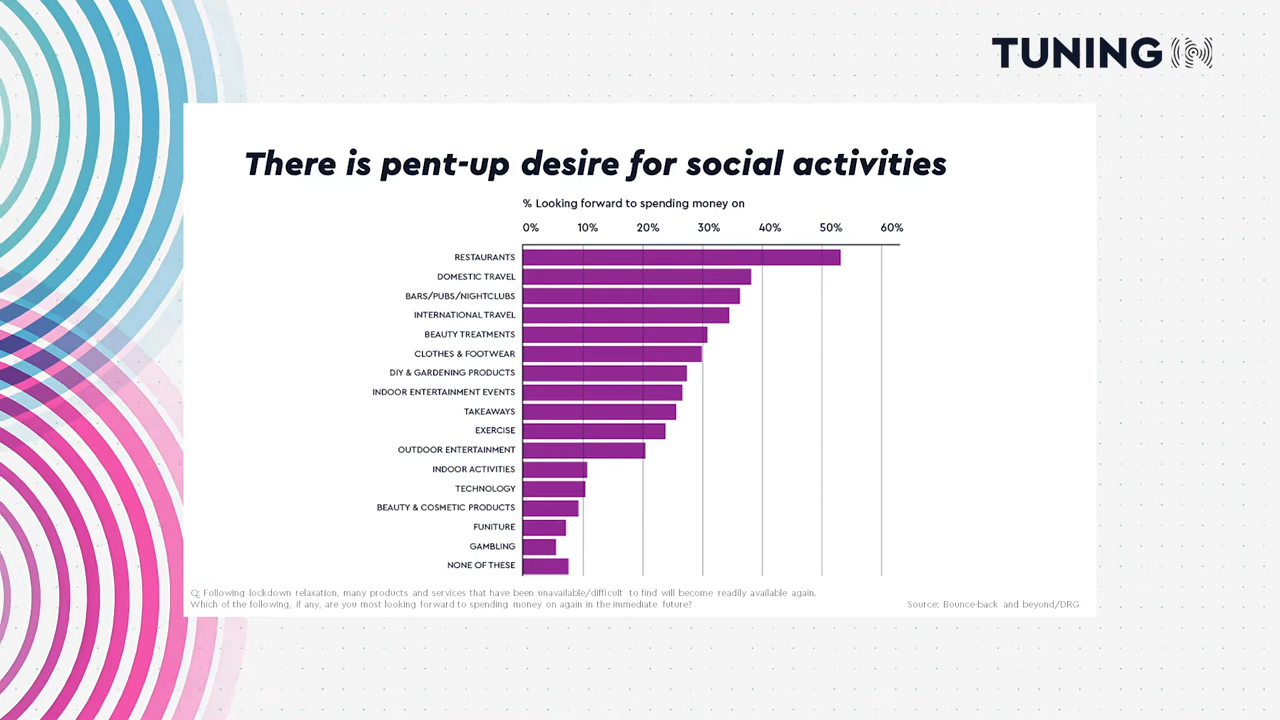 TUNING
There is pent-up desire for social activities
% Looking forward to spending money on
0% 10% 20% 30% 40% 50% 60%
RESTAURANTS
DOMESTIC TRAVEL
BARS/PUBS/NIGHTCLUBS
INTERNATIONAL TRAVEL
BEAUTY TREATMENTS
CLOTHES & FOOTWEAR
DIY & GARDENING PRODUCTS
INDOOR ENTERTAINMENT EVENTS
TAKEAWAYS
EXERCISE
OUTDOOR ENTERTAINMENT
INDOOR ACTIVITIES
TECHNOLOGY
BEAUTY & COSMETIC PRODUCTS
FUNITURE
GAMBLING
NONE OF THESE
Q: Following lockdown relaxation, many products and services that have been unavailable/difficult to find will become readily available again.
Which of the following, if any, are you most looking forward to spending money on again in the immediate future?
Source: Bounce-back and beyond/DRG